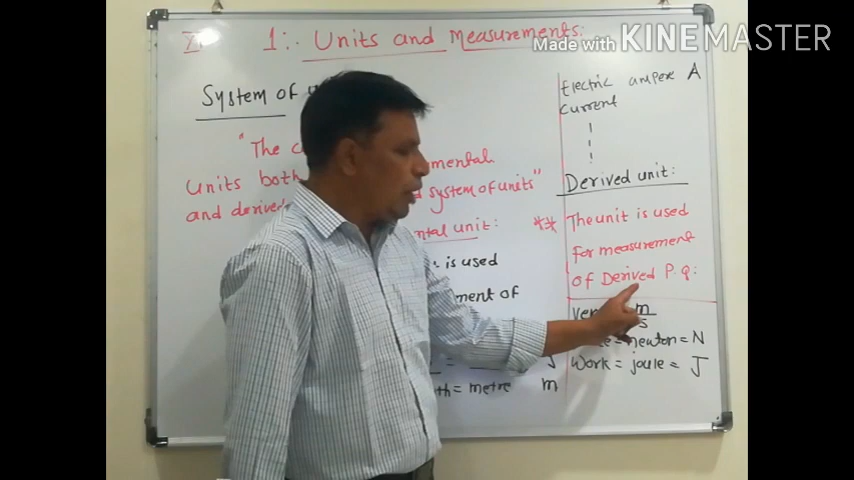 XI 1:. Units and Measurements:
Made with KINEMASTER
System of
"The
mental
Units both
d system of units"
and derived
ntal unit:
is used
ment of
= metre m
Electric amper A
Current
Derived unit:
** The unit is used
for measurement
of Derived P. q:
m
s
= newton = N
Work = joule = J